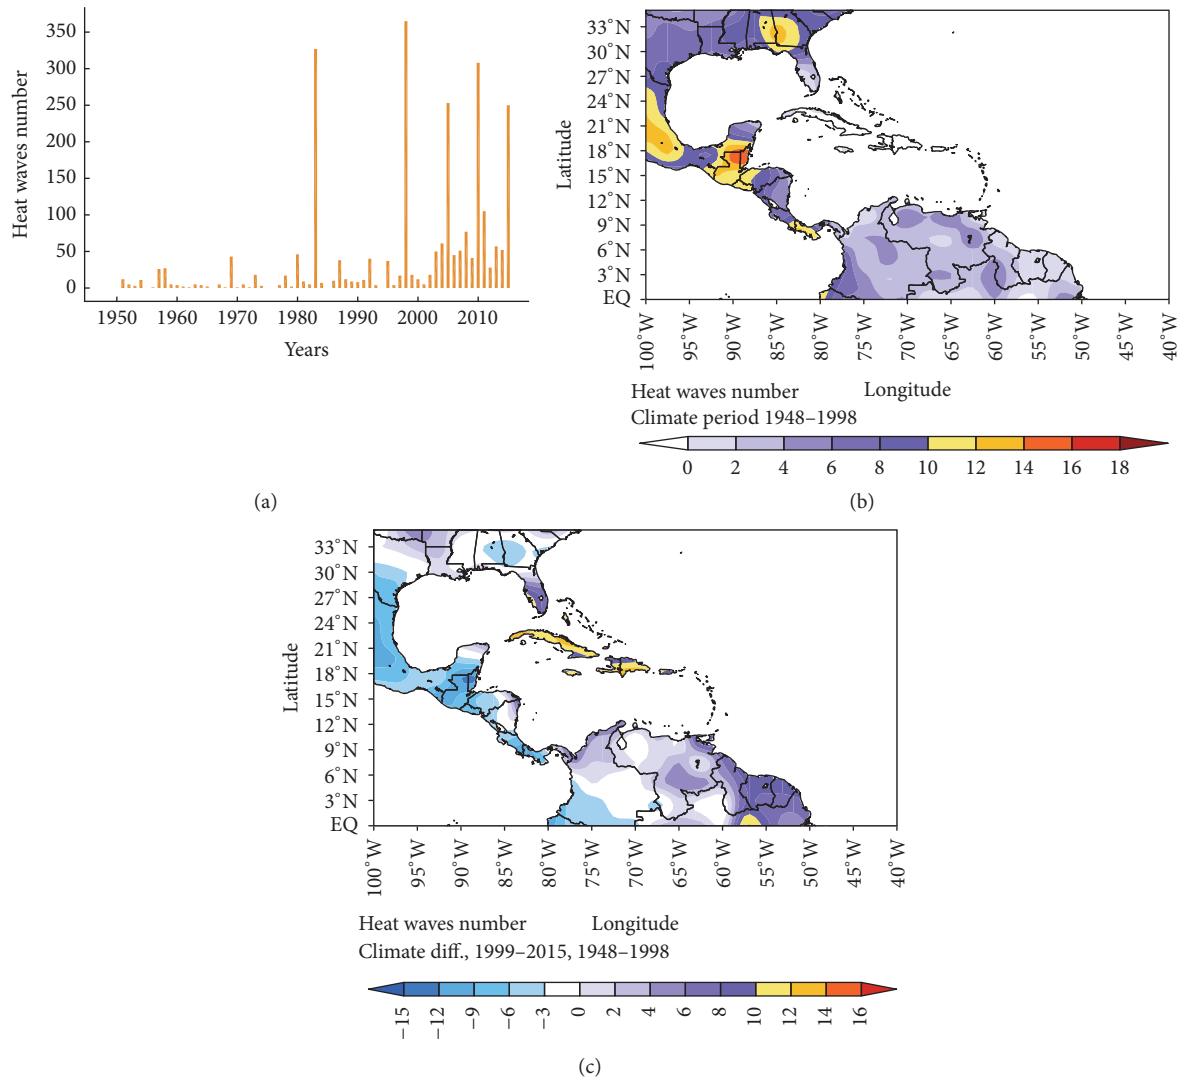 Heat waves number
350
300
250
200
150
100
50
0
1950 1960 1970 1980 1990 2000 2010
Years
(a)
Latitude
33°N
30°N
27°N
24°N
21°N
18°N
15°N
12°N
9°N
6°N
3°N
EQ
100°W 95°W 90°W 85°W 80°W 75°W 70°W 65°W 60°W 55°W 50°W 45°W 40°W
Heat waves number Longitude
Climate period 1948–1998
0 2 4 6 8 10 12 14 16 18
(b)
Latitude
33°N
30°N
27°N
24°N
21°N
18°N
15°N
12°N
9°N
6°N
3°N
EQ
100°W 95°W 90°W 85°W 80°W 75°W 70°W 65°W 60°W 55°W 50°W 45°W 40°W
Heat waves number Longitude
Climate diff., 1999–2015, 1948–1998
−15 −12 −9 −6 −3 0 2 4 6 8 10 12 14 16
(c)